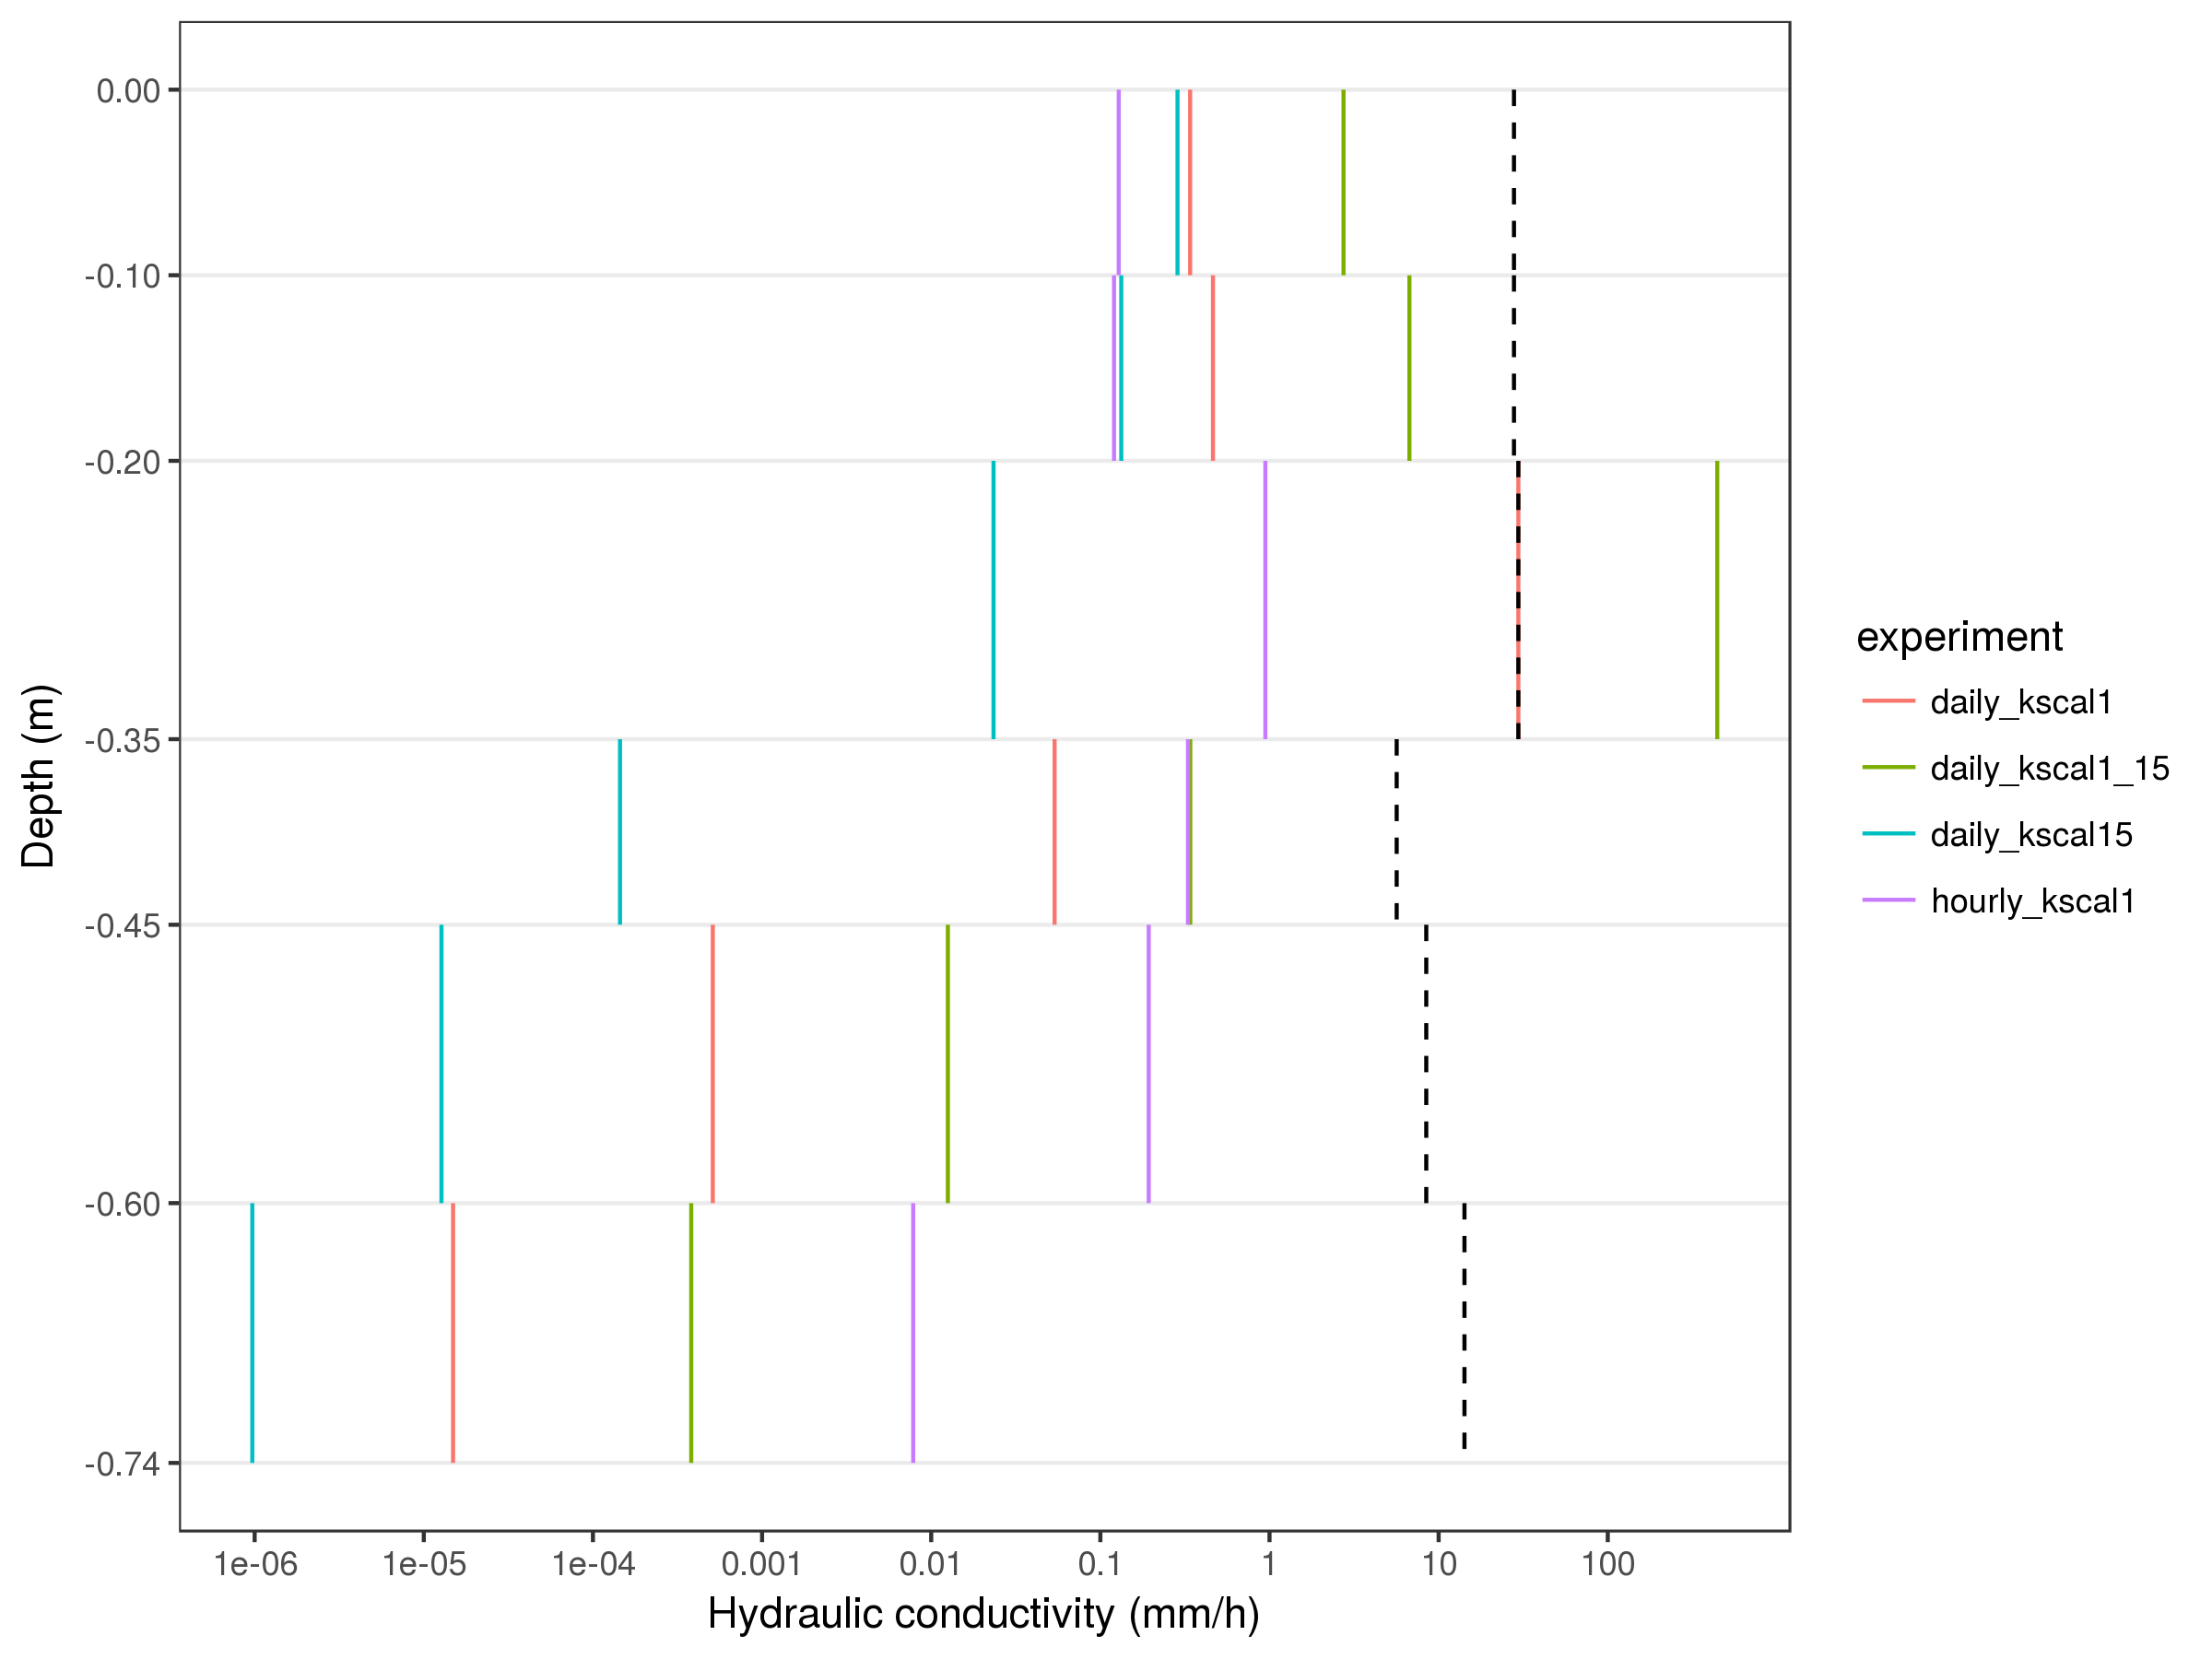 0.00
-0.10
-0.20
-0.35
-0.45
-0.60
-0.74
Depth (m)
1e-06 1e-05 1e-04 0.001 0.01 0.1 1 10 100
Hydraulic conductivity (mm/h)
experiment
daily_kscal1
daily_kscal1_15
daily_kscal15
hourly_kscal1